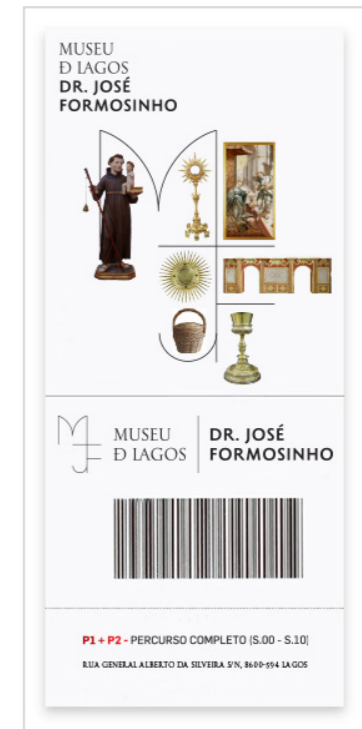 MUSEU
Ð LAGOS
DR. JOSÉ
FORMOSINHO
MUSEU
Ð LAGOS
DR. JOSÉ
FORMOSINHO
P1 + P2 - PERCURSO COMPLETO (S.00 - S.10)
RUA GENERAL ALBERTO DA SILVEIRA S/N, 8600-594 LAGOS